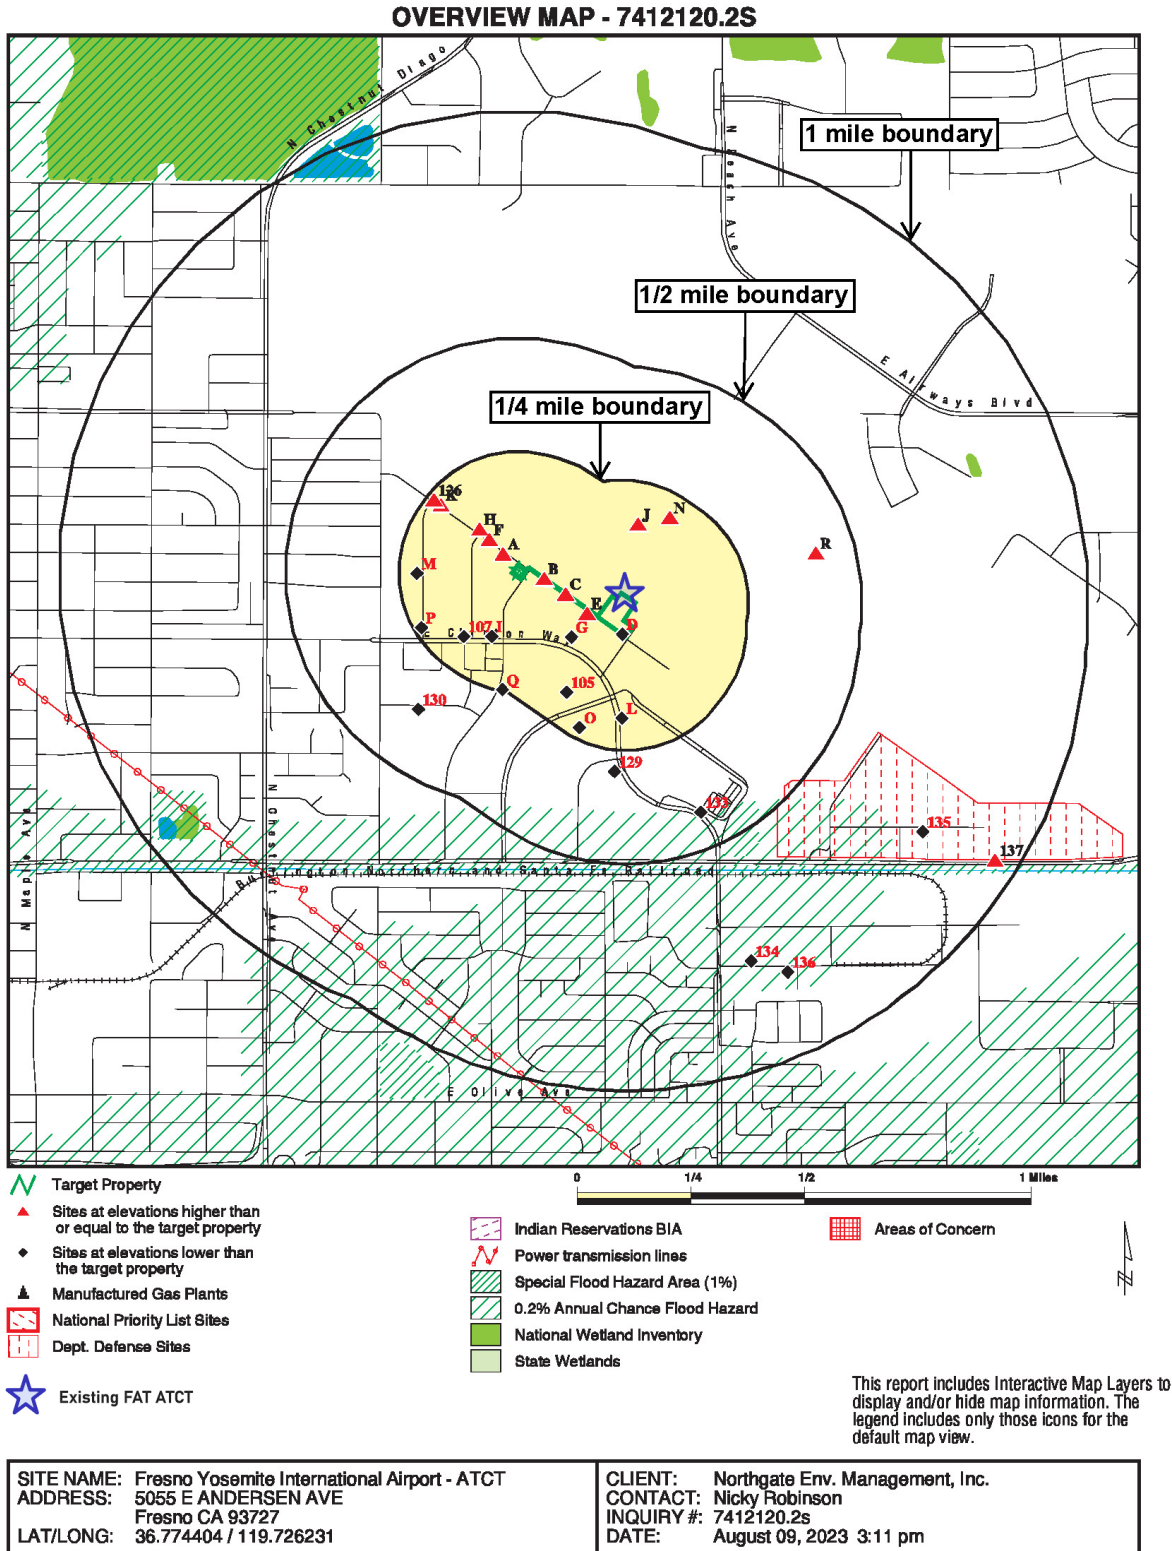 OVERVIEW MAP - 7412120.2S
N Chestnut Diago
N Peach Ave
1 mile boundary
1/2 mile boundary
E Airways Blvd
1/4 mile boundary
126
K
H
F
A
J
N
R
M
B
C
E
P
107
I
G
D
Q
105
130
O
L
129
133
135
137
N Maple Ave
N Chestnut Ave
Burlington Northern and Santa Fe Railroad
134
136
E Olive Ave
Target Property
Sites at elevations higher than
or equal to the target property
Sites at elevations lower than
the target property
Manufactured Gas Plants
National Priority List Sites
Dept. Defense Sites
Existing FAT ATCT
0 1/4 1/2 1 Miles
Indian Reservations BIA
Power transmission lines
Special Flood Hazard Area (1%)
0.2% Annual Chance Flood Hazard
National Wetland Inventory
State Wetlands
Areas of Concern
This report includes Interactive Map Layers to
display and/or hide map information. The
legend includes only those icons for the
default map view.
SITE NAME: Fresno Yosemite International Airport - ATCT
ADDRESS: 5055 E ANDERSEN AVE
Fresno CA 93727
LAT/LONG: 36.774404 / 119.726231
CLIENT: Northgate Env. Management, Inc.
CONTACT: Nicky Robinson
INQUIRY #: 7412120.2s
DATE: August 09, 2023 3:11 pm